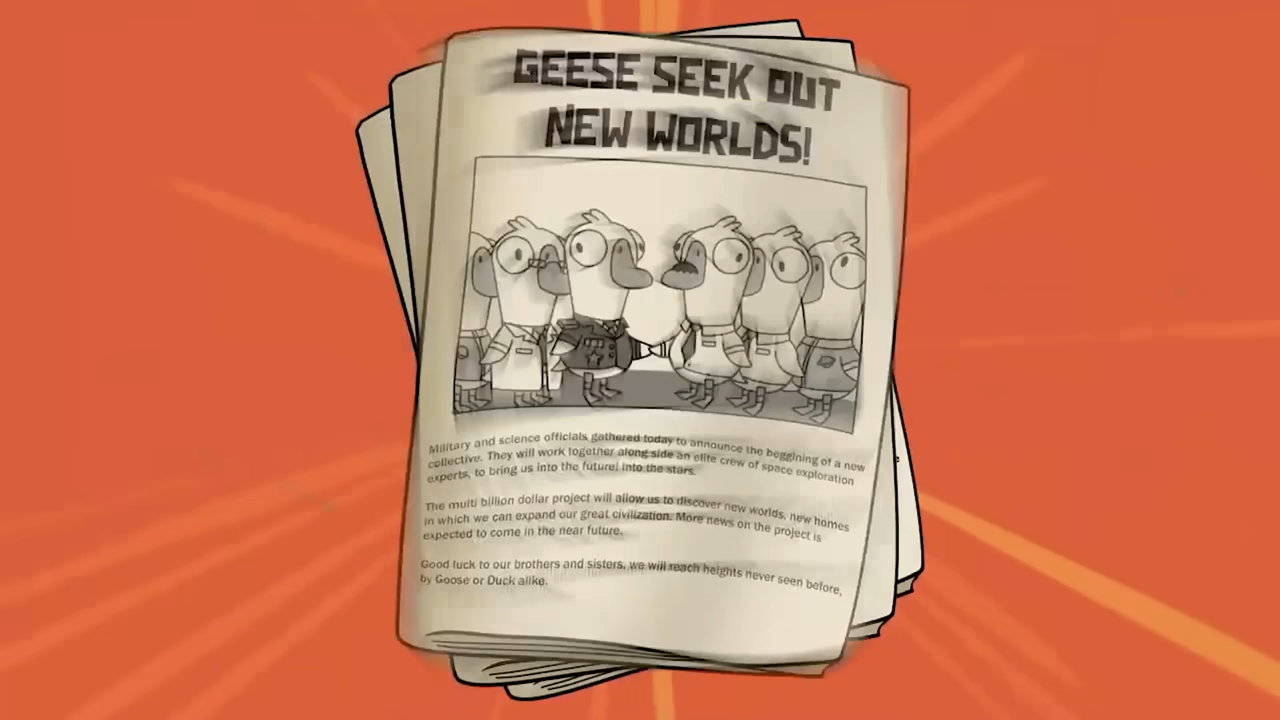 GEESE SEEK OUT
NEW WORLDS!
Military and science officials gathered today to announce the beggining of a new
collective. They will work together along side an elite crew of space exploration
experts, to bring us into the future! Into the stars.
The multi billion dollar project will allow us to discover new worlds, new homes
in which we can expand our great civilization. More news on the project is
expected to come in the near future.
Good luck to our brothers and sisters, we will reach heights never seen before,
by Goose or Duck alike.